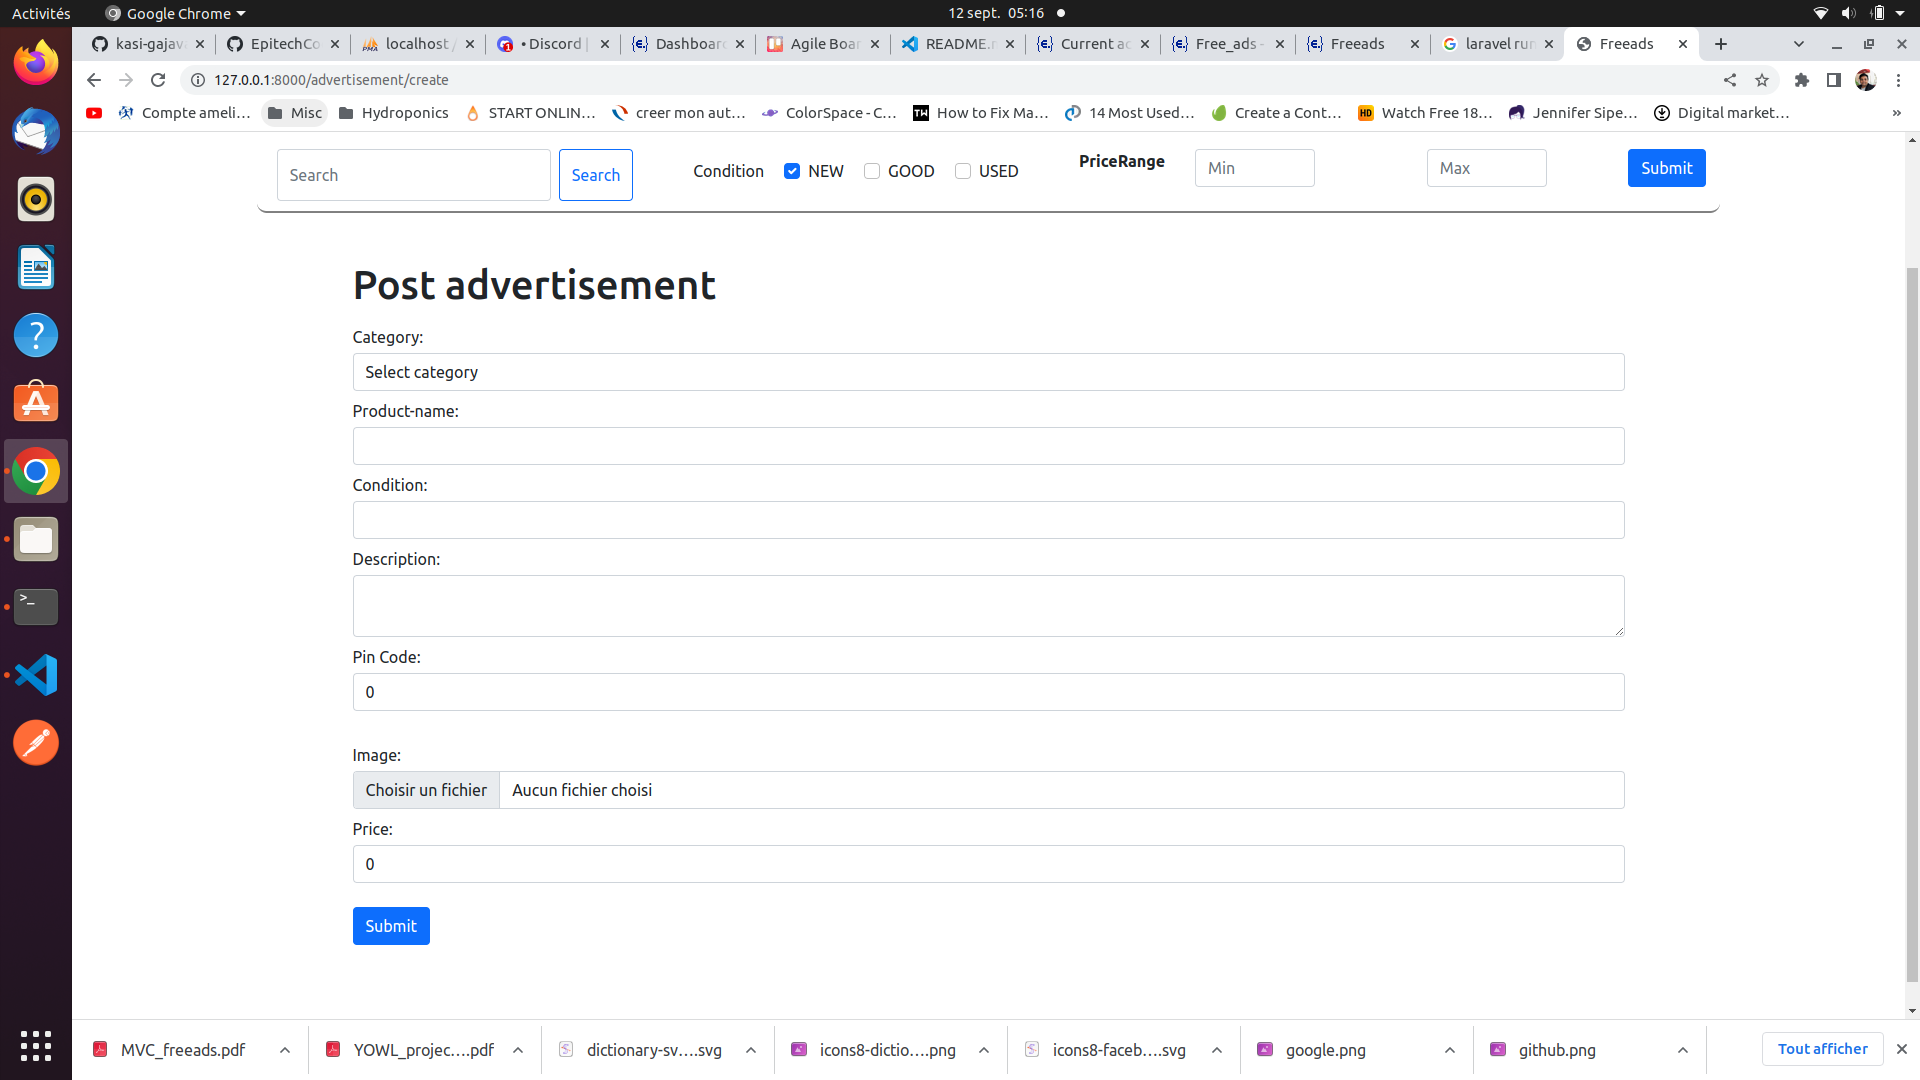 Activités Google Chrome 12 sept. 05:16
kasi-gajava EpitechCo localhost / • Discord | Dashboard Agile Boar README.m Current ac Free_ads - Freeads laravel run Freeads
127.0.0.1:8000/advertisement/create
Compte ameli... Misc Hydroponics START ONLIN... creer mon aut... ColorSpace - C... How to Fix Ma... 14 Most Used... Create a Cont... Watch Free 18... Jennifer Sipe... Digital market... »
Search Search Condition NEW GOOD USED PriceRange Min Max Submit
Post advertisement
Category:
Select category
Product-name:
Condition:
Description:
Pin Code:
0
Image:
Choisir un fichier Aucun fichier choisi
Price:
0
Submit
MVC_freeads.pdf YOWL_projec....pdf dictionary-sv....svg icons8-dictio....png icons8-faceb....svg google.png github.png Tout afficher